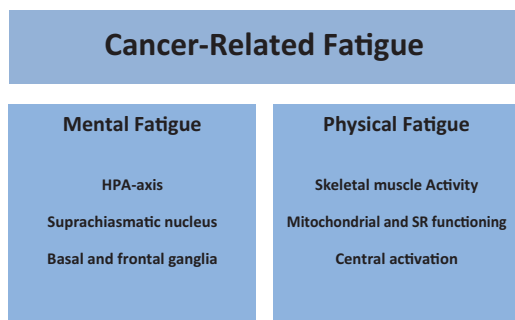 Cancer-Related Fatigue
Mental Fatigue
HPA-axis
Suprachiasmatic nucleus
Basal and frontal ganglia
Physical Fatigue
Skeletal muscle Activity
Mitochondrial and SR functioning
Central activation